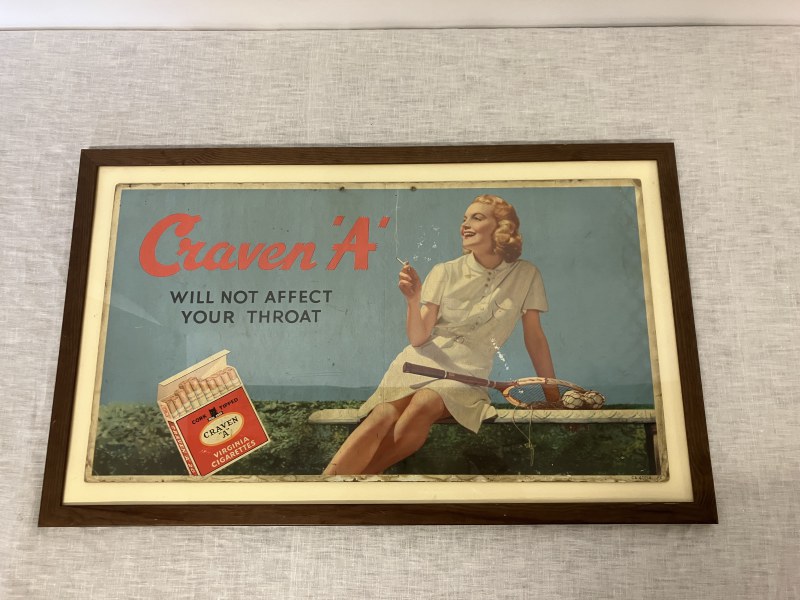 Craven 'A'
WILL NOT AFFECT
YOUR THROAT
CORK TIPPED
CRAVEN
"A"
VIRGINIA
CIGARETTES